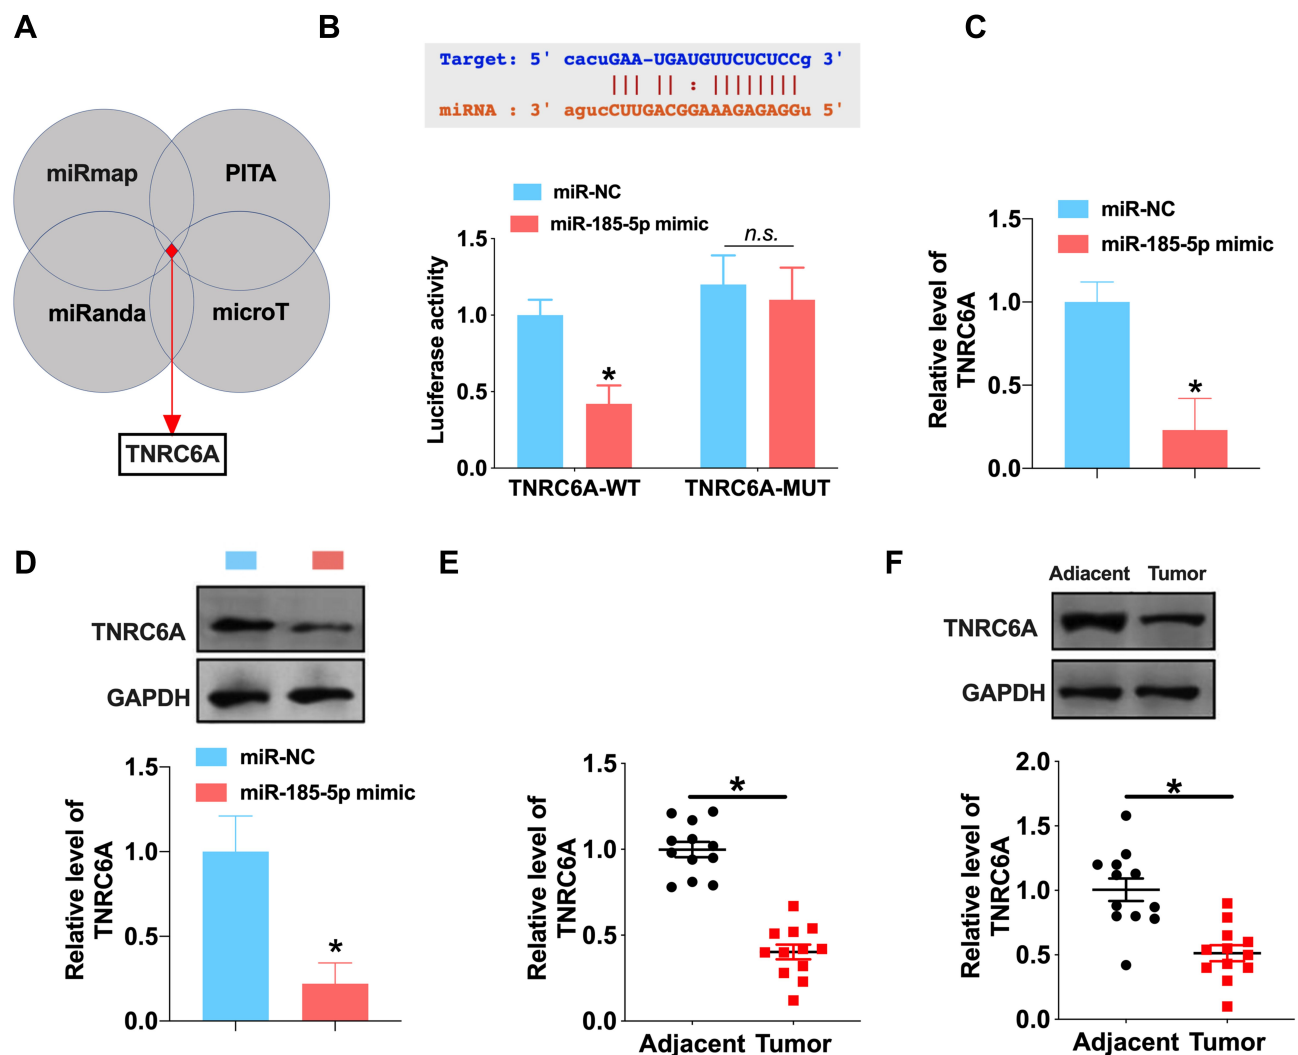 A
miRmap
PITA
miRanda
microT
TNRC6A
B
Target: 5' cacuGAA-UGAUGUUCUCUCCg 3'
||| || : ||||||||
miRNA : 3' agucCUUGACGGAAAGAGAGGu 5'
miR-NC
miR-185-5p mimic
Luciferase activity
1.5
1.0
0.5
0.0
*
n.s.
TNRC6A-WT
TNRC6A-MUT
C
miR-NC
miR-185-5p mimic
Relative level of
TNRC6A
1.5
1.0
0.5
0.0
*
D
TNRC6A
GAPDH
miR-NC
miR-185-5p mimic
Relative level of
TNRC6A
1.5
1.0
0.5
0.0
*
E
Relative level of
TNRC6A
1.5
1.0
0.5
0.0
*
Adjacent
Tumor
F
Adiacent
Tumor
TNRC6A
GAPDH
Relative level of
TNRC6A
2.0
1.5
1.0
0.5
0.0
*
Adjacent
Tumor